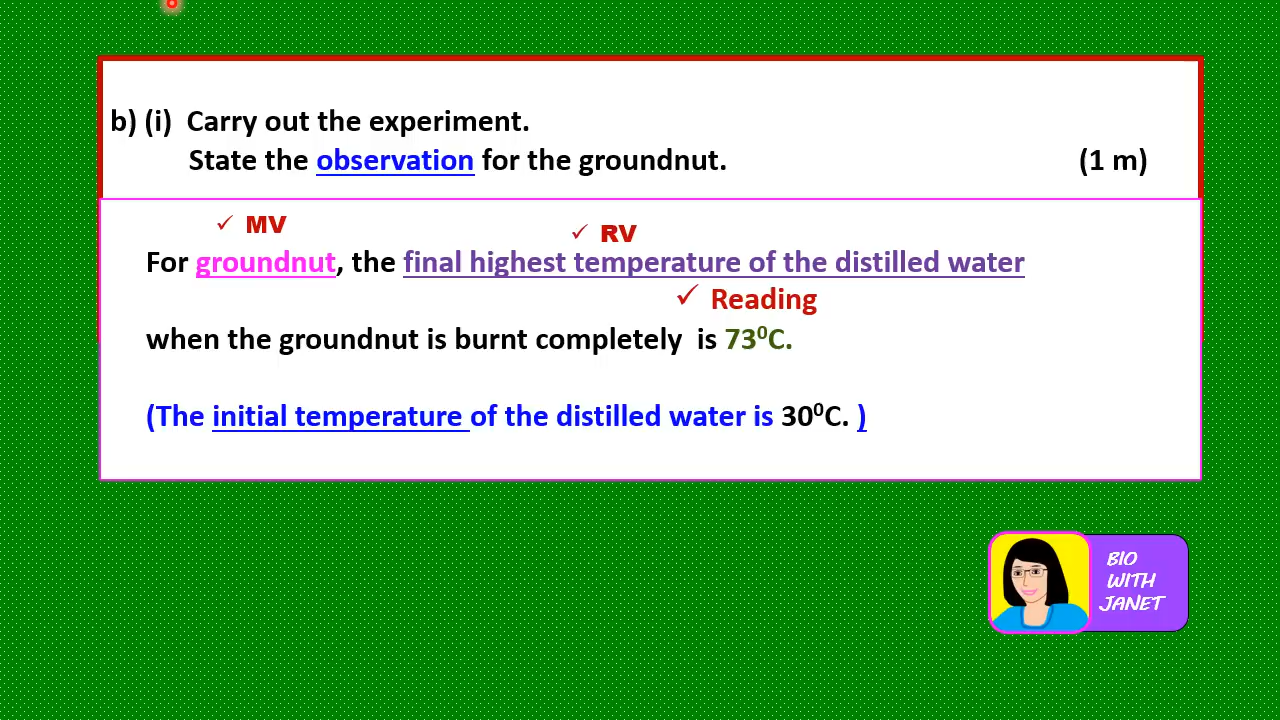 b) (i) Carry out the experiment.
State the observation for the groundnut. (1 m)
✓ MV
✓ RV
For groundnut, the final highest temperature of the distilled water
✓ Reading
when the groundnut is burnt completely is 73⁰C.
(The initial temperature of the distilled water is 30⁰C. )
BIO
WITH
JANET